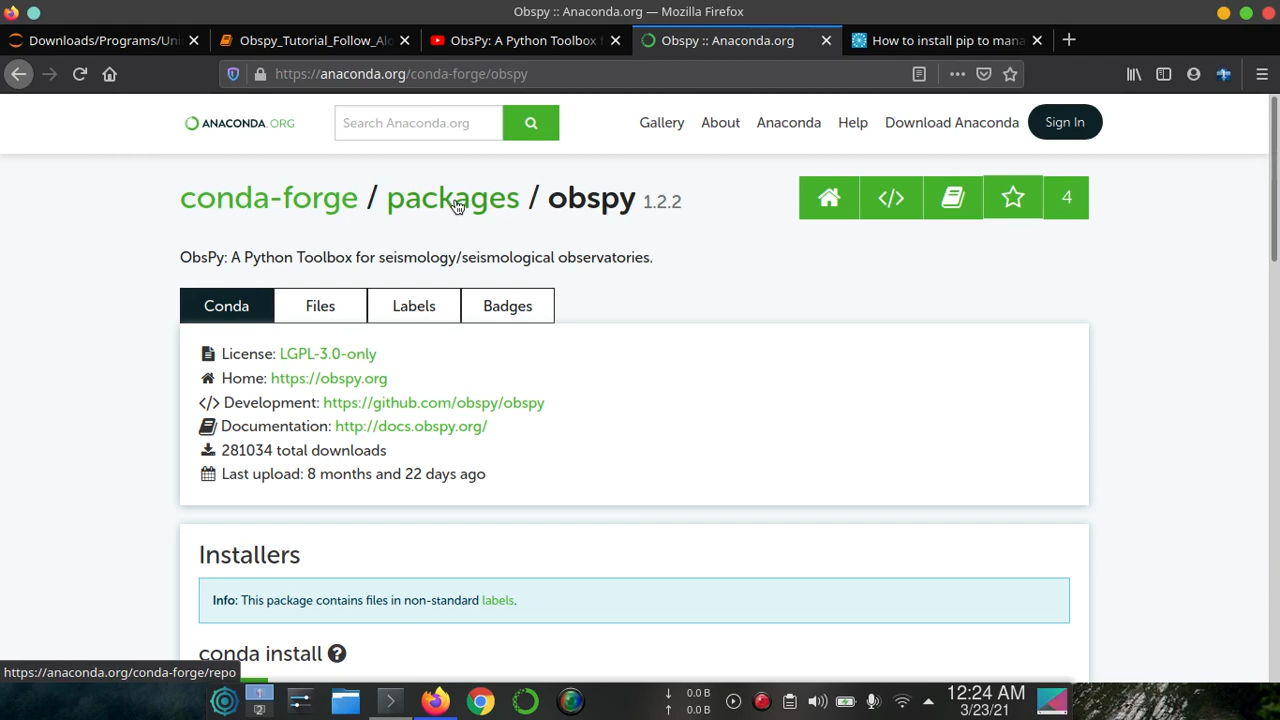 Obspy :: Anaconda.org — Mozilla Firefox
Downloads/Programs/Uni
Obspy_Tutorial_Follow_Alo
ObsPy: A Python Toolbox f
Obspy :: Anaconda.org
How to install pip to mana
https://anaconda.org/conda-forge/obspy
ANACONDA.ORG
Search Anaconda.org
Gallery
About
Anaconda
Help
Download Anaconda
Sign In
conda-forge / packages / obspy 1.2.2
4
ObsPy: A Python Toolbox for seismology/seismological observatories.
Conda
Files
Labels
Badges
License: LGPL-3.0-only
Home: https://obspy.org
</> Development: https://github.com/obspy/obspy
Documentation: http://docs.obspy.org/
281034 total downloads
Last upload: 8 months and 22 days ago
Installers
Info: This package contains files in non-standard labels.
conda install ?
https://anaconda.org/conda-forge/repo
1
2
↓ 0.0 B
↑ 0.0 B
12:24 AM
3/23/21